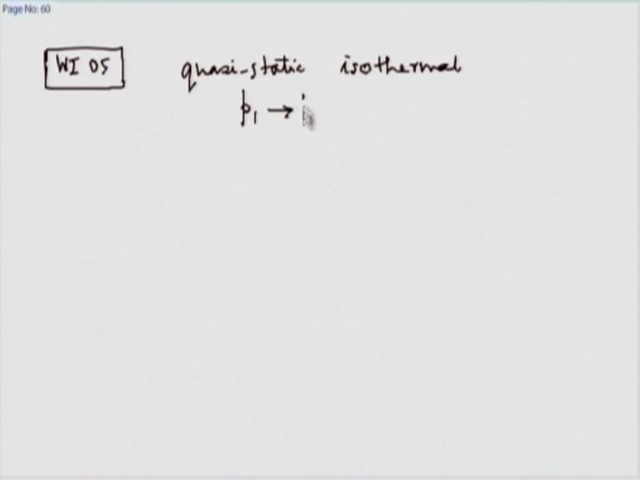 Page No: 60
WI 05 quasi-static isothermal
p₁ →